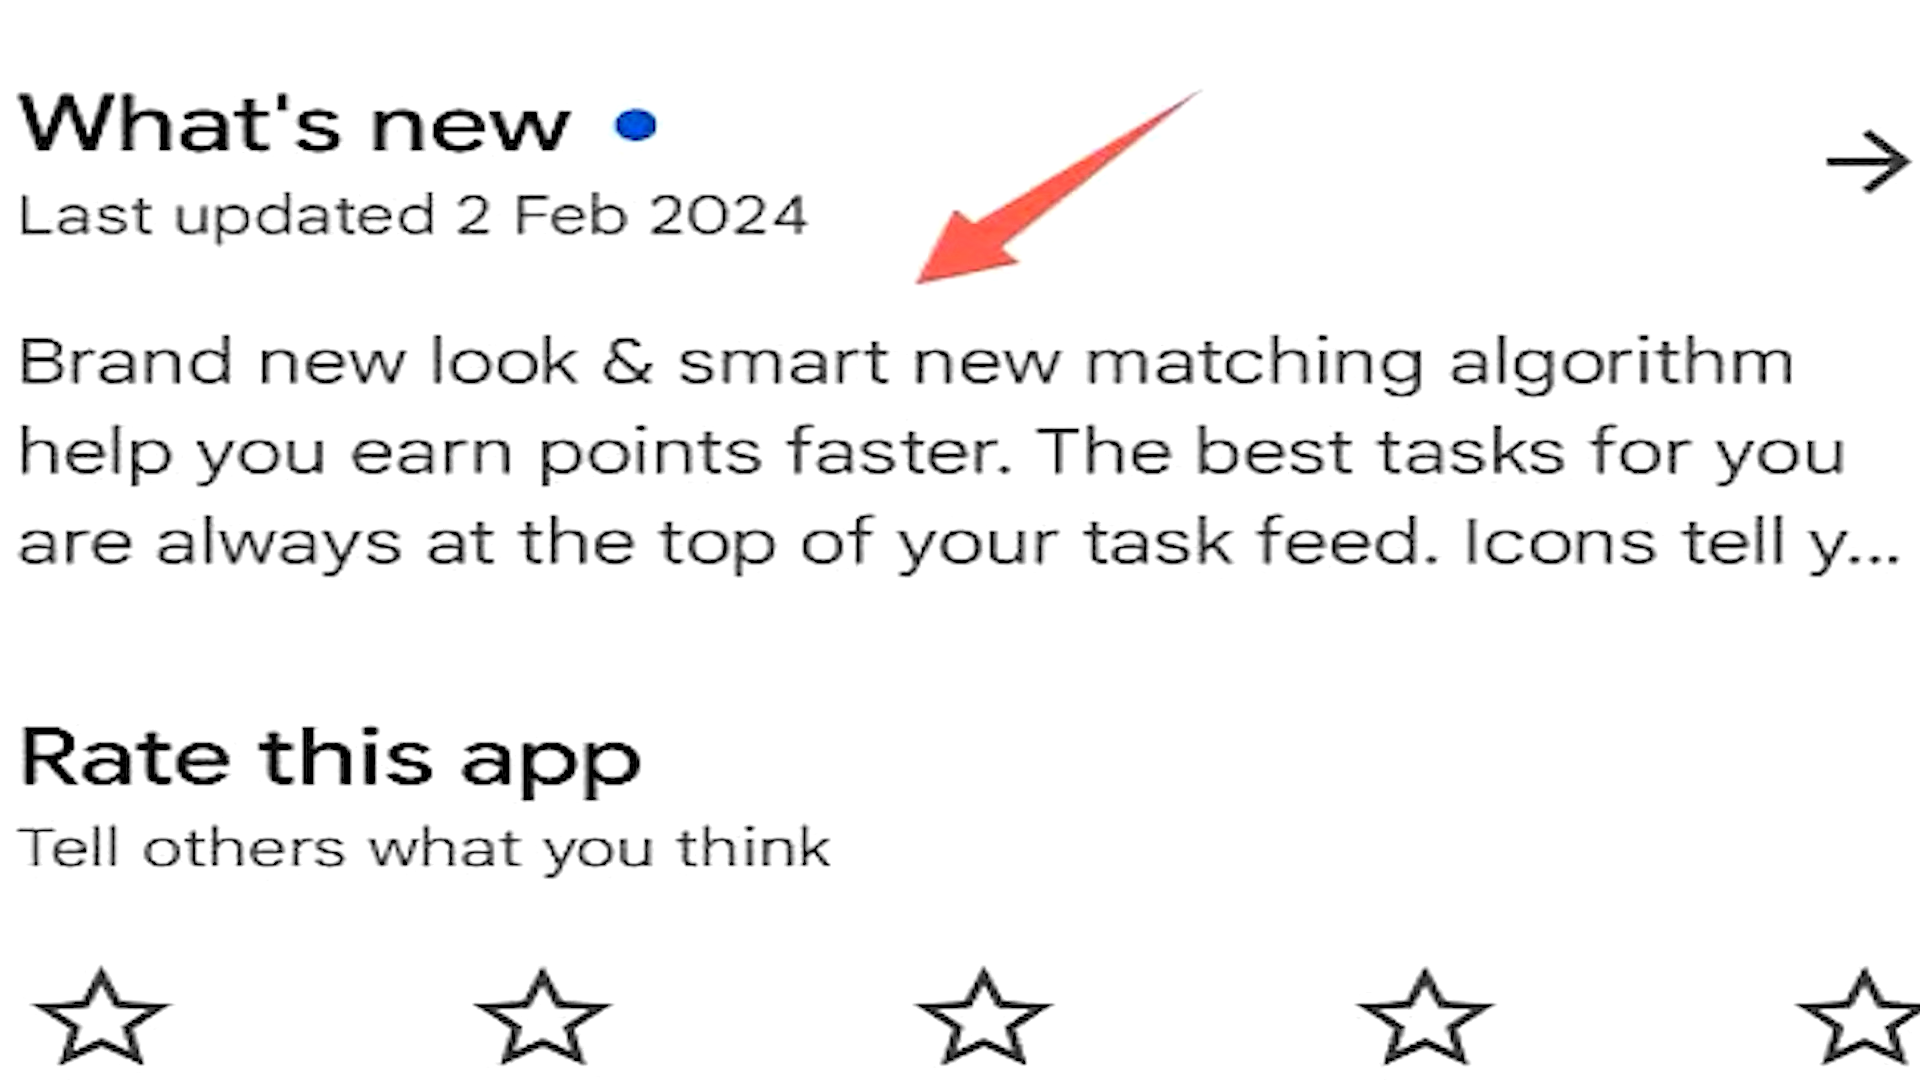 What's new
Last updated 2 Feb 2024
Brand new look & smart new matching algorithm
help you earn points faster. The best tasks for you
are always at the top of your task feed. Icons tell y...
Rate this app
Tell others what you think